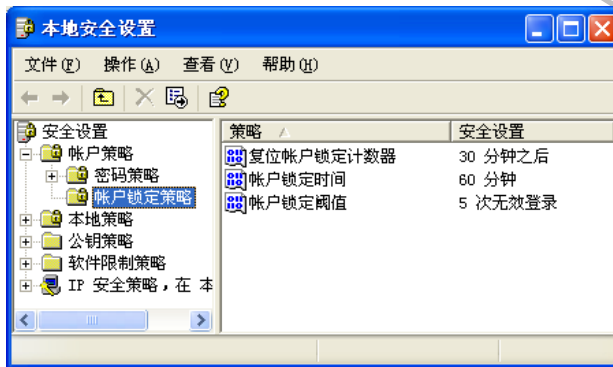 本地安全设置
文件(F) 操作(A) 查看(V) 帮助(H)
安全设置
帐户策略
密码策略
帐户锁定策略
本地策略
公钥策略
软件限制策略
IP 安全策略，在 本
策略 安全设置
复位帐户锁定计数器 30 分钟之后
帐户锁定时间 60 分钟
帐户锁定阈值 5 次无效登录